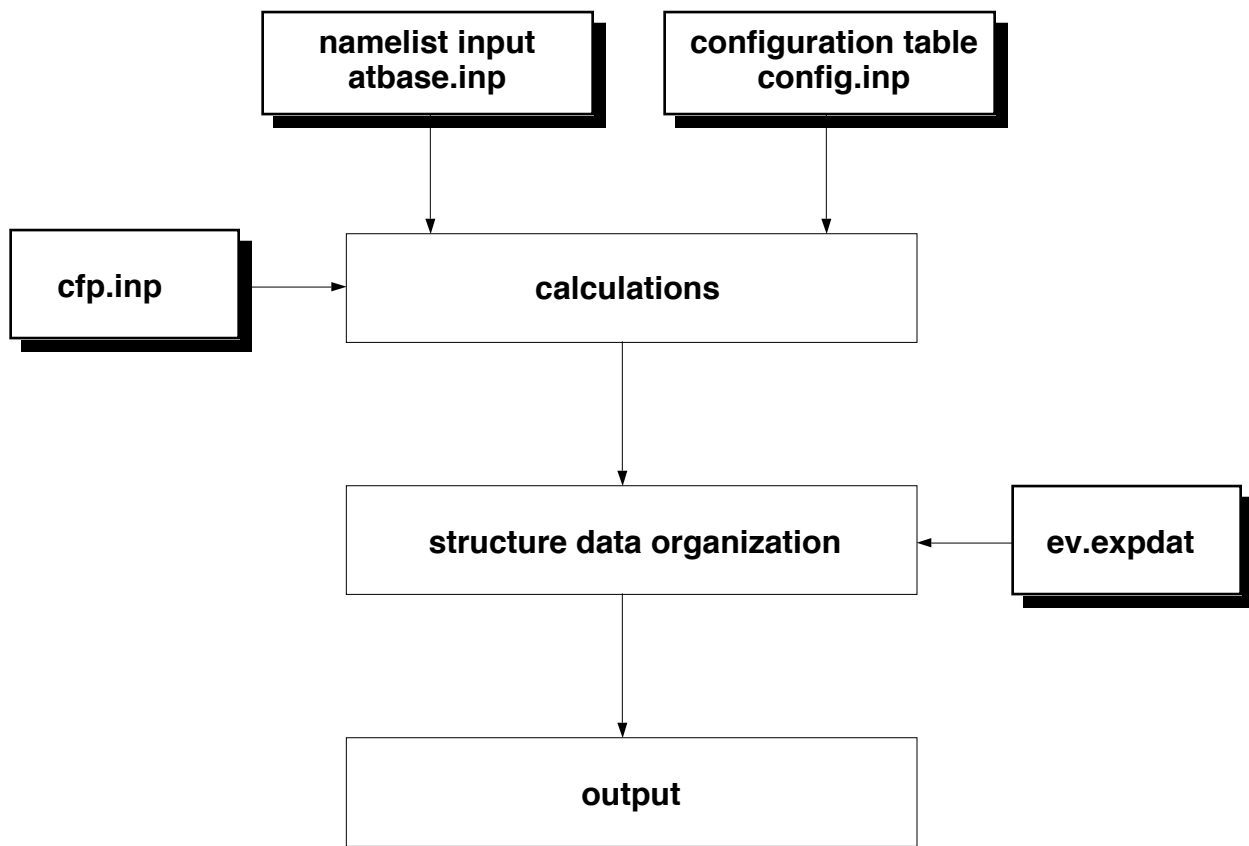 namelist input
atbase.inp
configuration table
config.inp
cfp.inp
calculations
structure data organization
ev.expdat
output